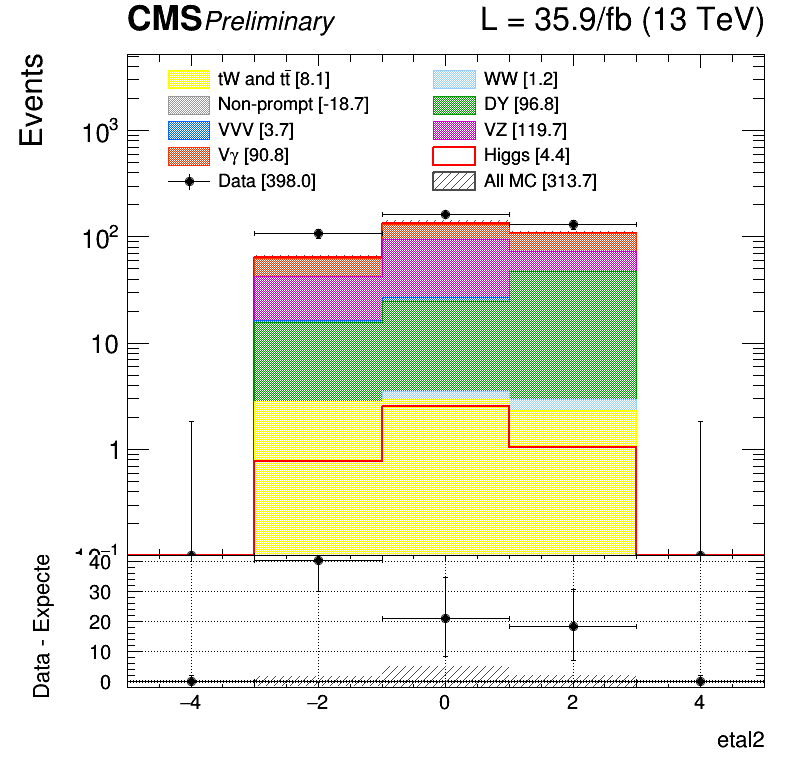 CMS Preliminary L = 35.9/fb (13 TeV)
Events
tW and tt̄ [8.1] WW [1.2]
Non-prompt [-18.7] DY [96.8]
VVV [3.7] VZ [119.7]
Vγ [90.8] Higgs [4.4]
Data [398.0] All MC [313.7]
10³
10²
10
1
Data - Expecte
40
30
20
10
0
−4 −2 0 2 4
etal2